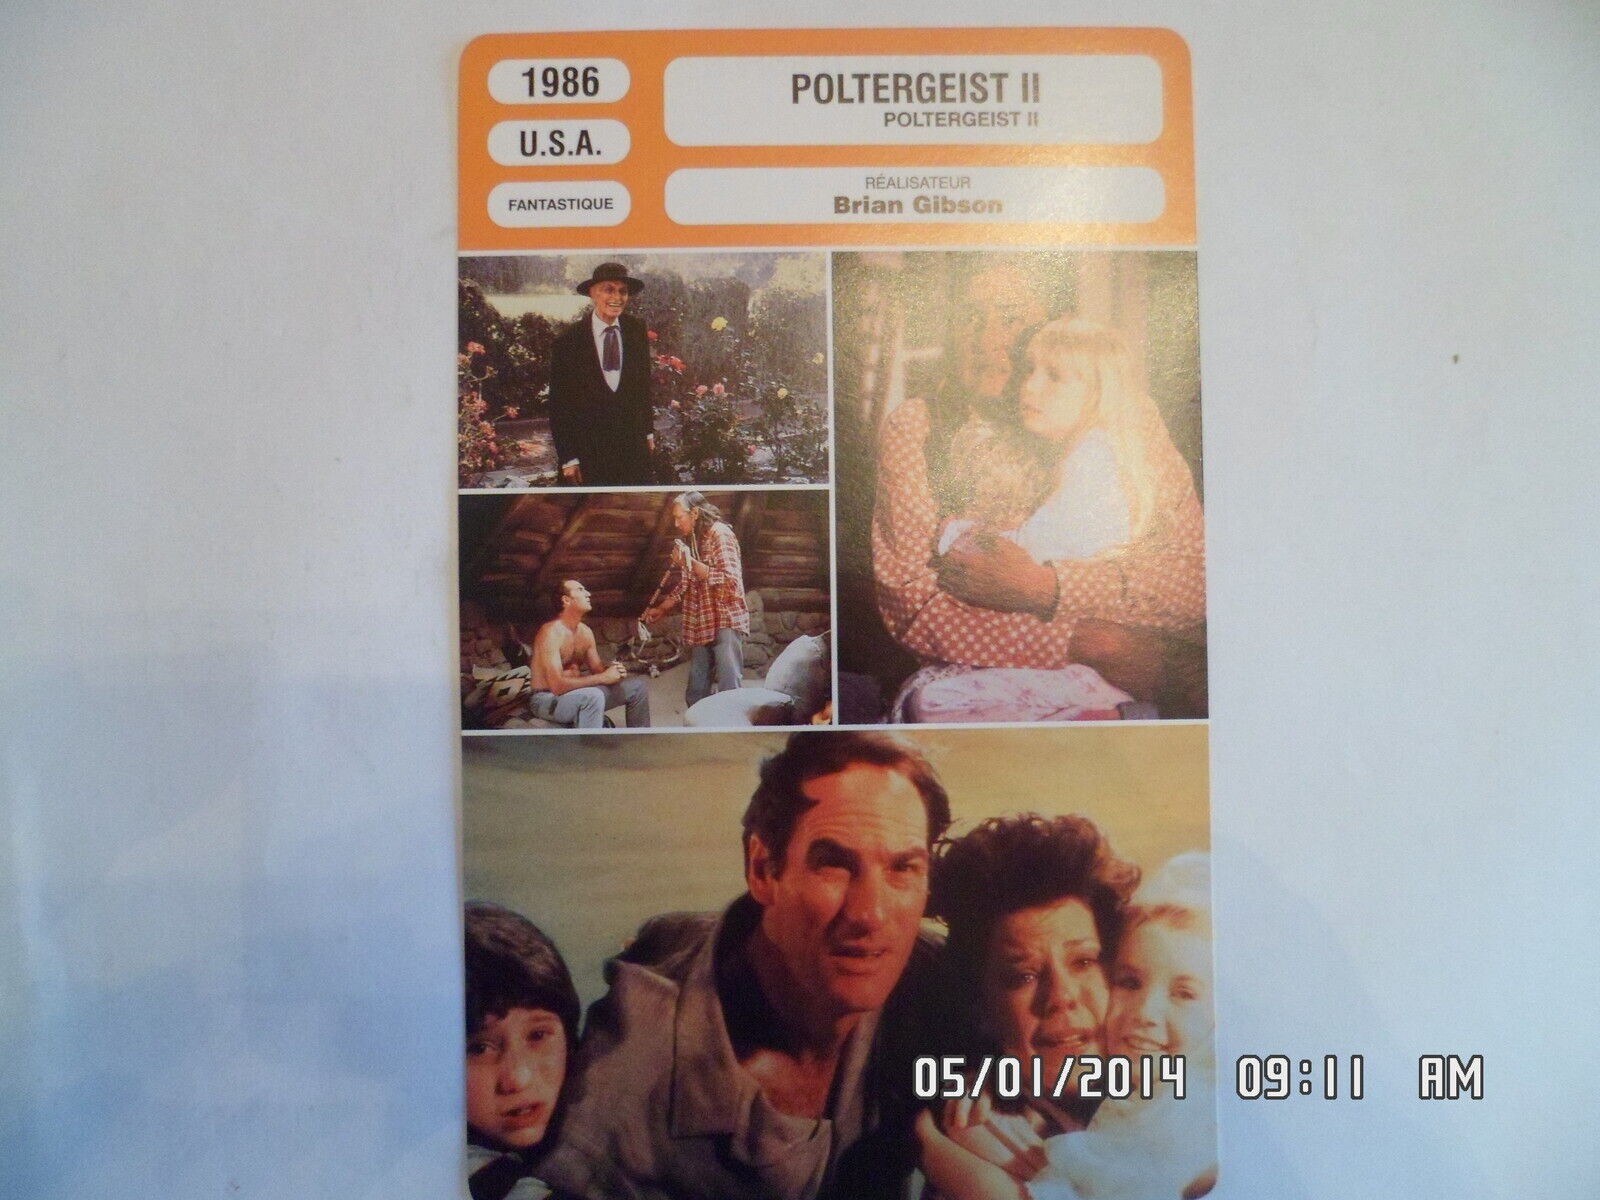 1986
U.S.A.
FANTASTIQUE
POLTERGEIST II
POLTERGEIST II
RÉALISATEUR
Brian Gibson
05/01/2014 09:11 AM